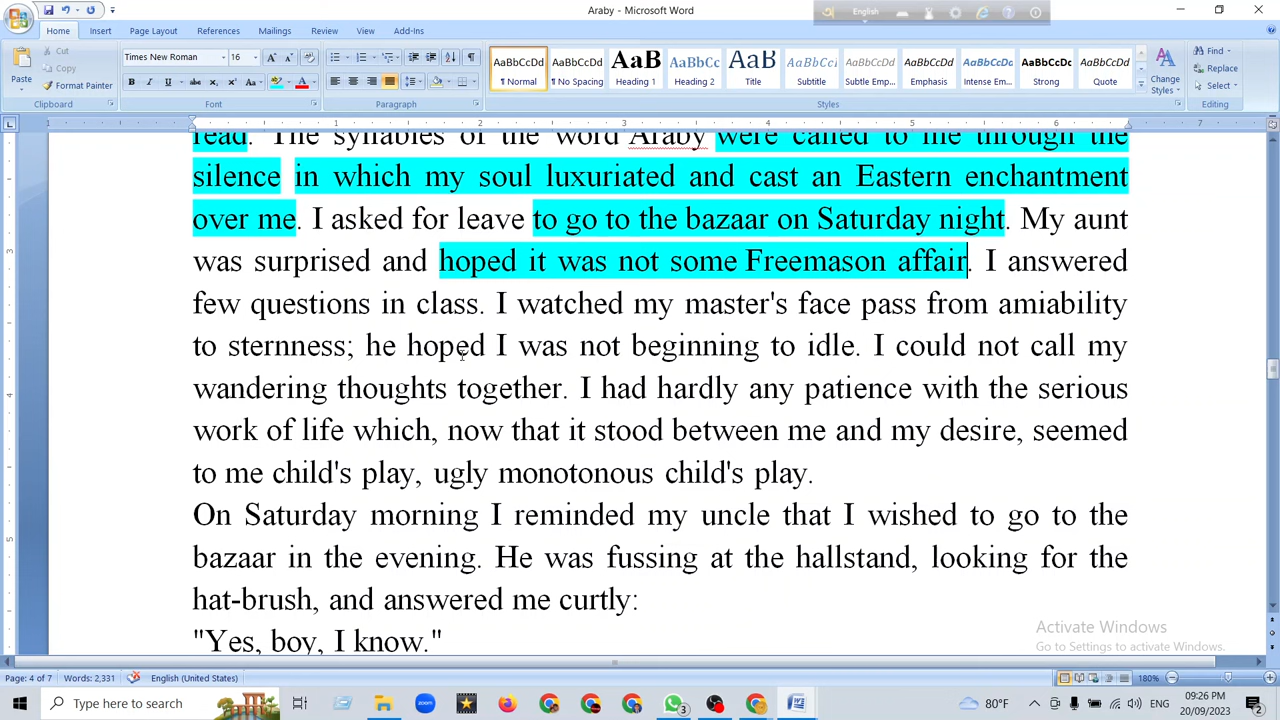 Araby - Microsoft Word
English
Home Insert Page Layout References Mailings Review View Add-Ins
Paste
Cut
Copy
Format Painter
Clipboard
Times New Roman 16
Font
Paragraph
AaBbCcDd AaBbCcDd AaB AaBbCc AaB AaBbCcI AaBbCcDd AaBbCcDd AaBbCcDd AaBbCcDd AaBbCcDd
¶ Normal ¶ No Spacing Heading 1 Heading 2 Title Subtitle Subtle Emp... Emphasis Intense Em... Strong Quote
Styles
Change Styles
Find
Replace
Select
Editing
read. The syllables of the word Araby were called to me through the
silence in which my soul luxuriated and cast an Eastern enchantment
over me. I asked for leave to go to the bazaar on Saturday night. My aunt
was surprised and hoped it was not some Freemason affair. I answered
few questions in class. I watched my master's face pass from amiability
to sternness; he hoped I was not beginning to idle. I could not call my
wandering thoughts together. I had hardly any patience with the serious
work of life which, now that it stood between me and my desire, seemed
to me child's play, ugly monotonous child's play.
On Saturday morning I reminded my uncle that I wished to go to the
bazaar in the evening. He was fussing at the hallstand, looking for the
hat-brush, and answered me curtly:
"Yes, boy, I know."
Activate Windows
Go to Settings to activate Windows.
Page: 4 of 7 Words: 2,331 English (United States) 180%
Type here to search
80°F ENG 09:26 PM
20/09/2023